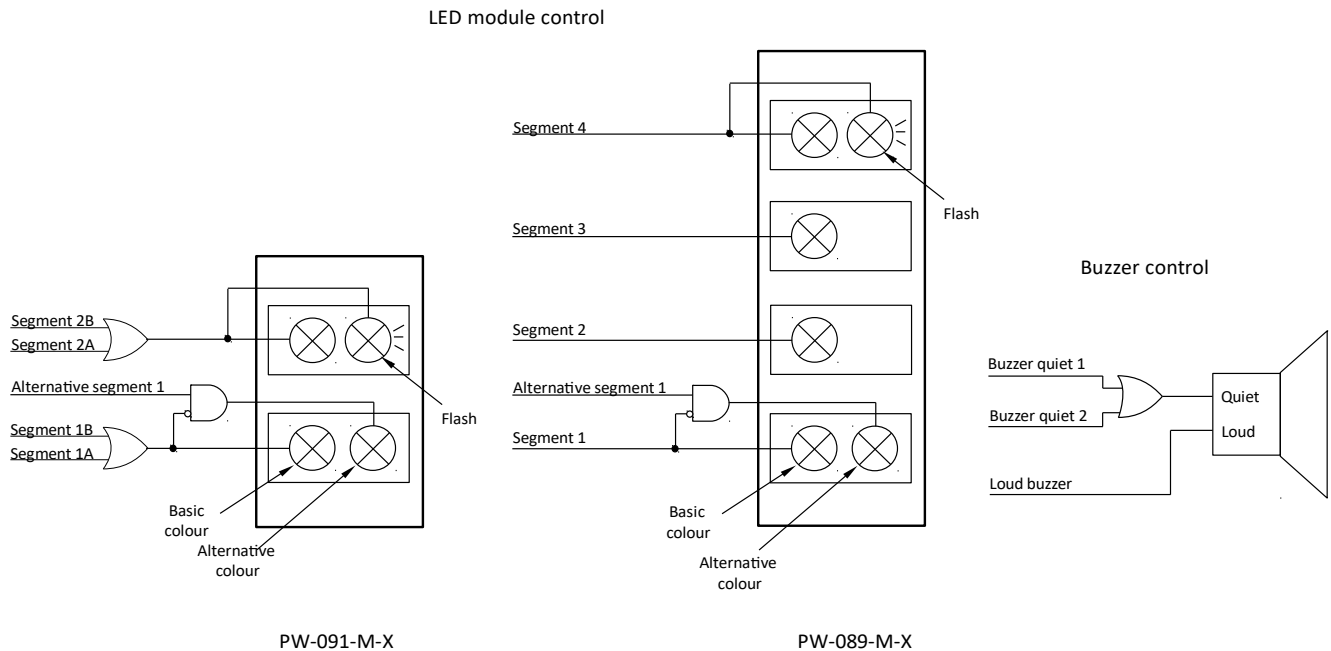 LED module control
Segment 4
Flash
Segment 3
Buzzer control
Segment 2B
Segment 2A
Segment 2
Buzzer quiet 1
Quiet
Alternative segment 1
Alternative segment 1
Flash
Buzzer quiet 2
Loud
Segment 1B
Segment 1A
Segment 1
Loud buzzer
Basic
colour
Alternative
colour
Basic
colour
Alternative
colour
PW-091-M-X
PW-089-M-X